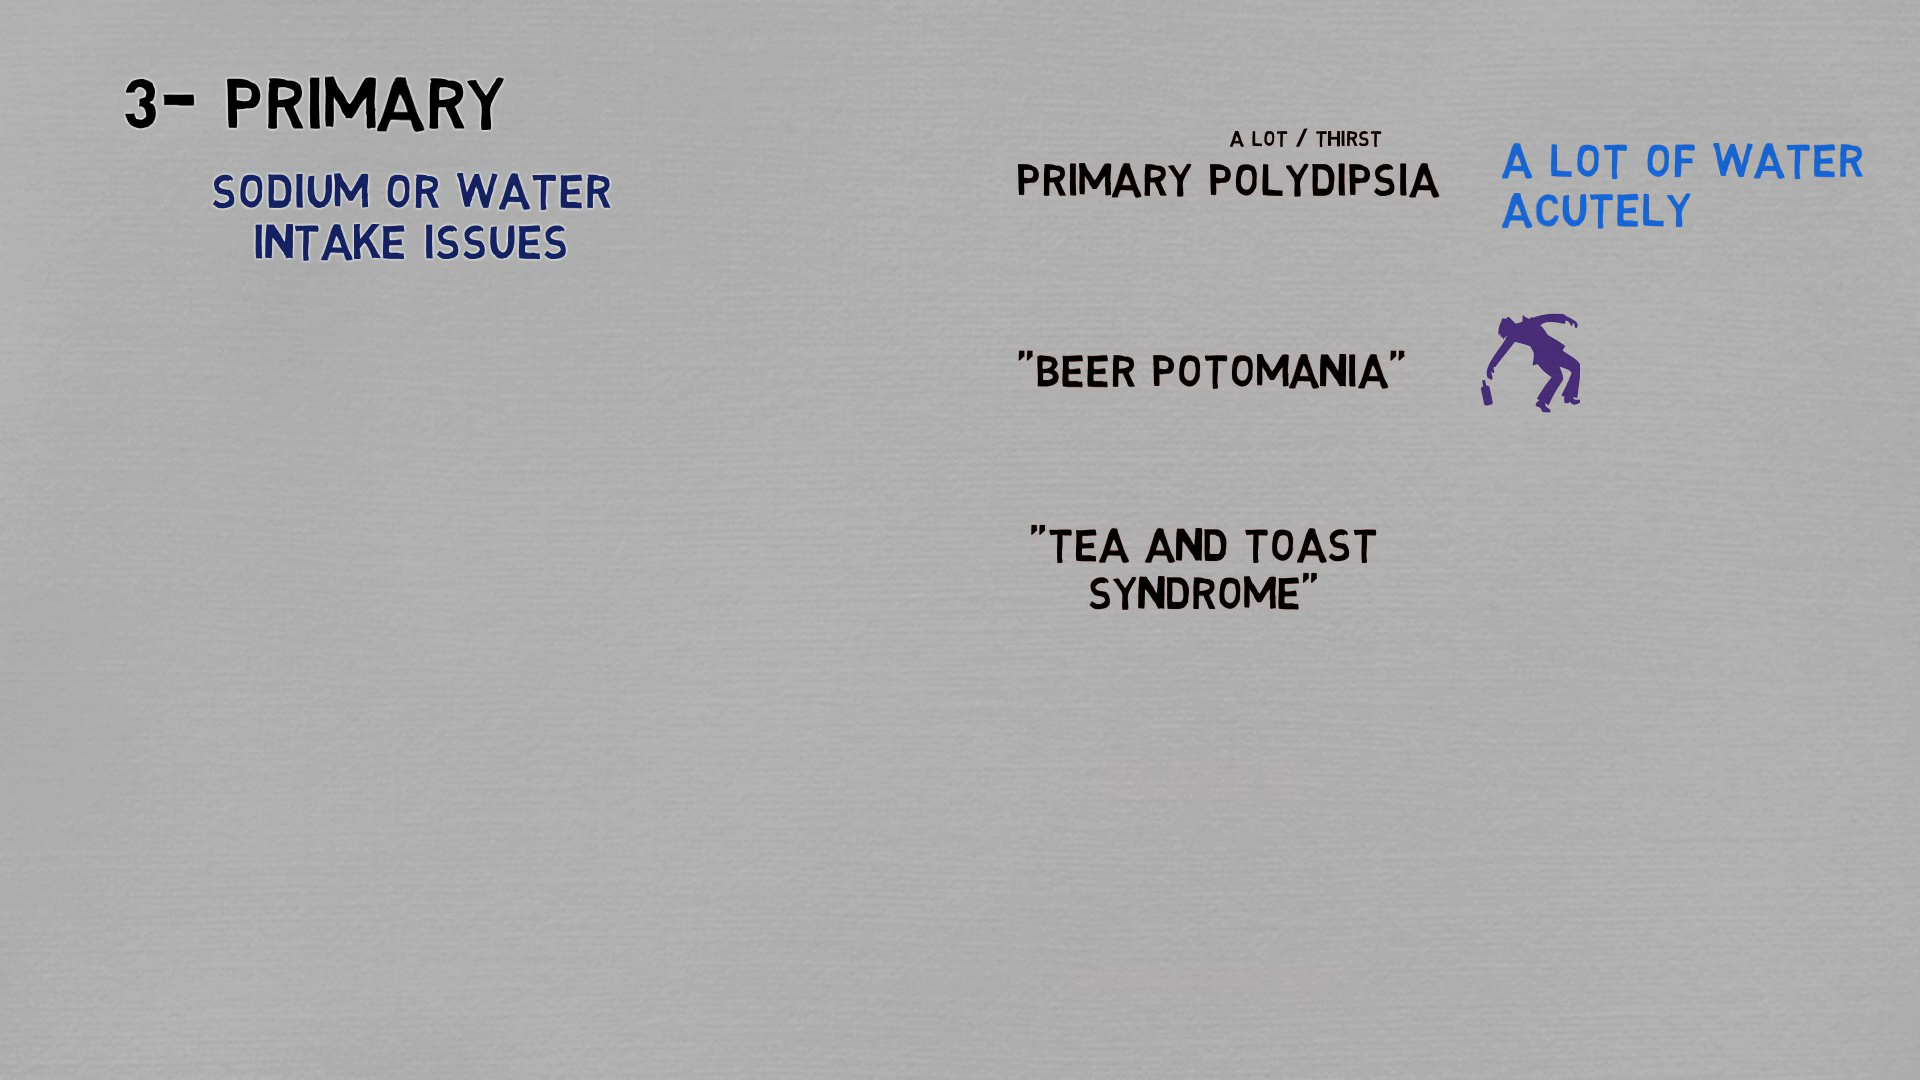 3- PRIMARY
SODIUM OR WATER
INTAKE ISSUES
A LOT / THIRST
PRIMARY POLYDIPSIA
A LOT OF WATER
ACUTELY
"BEER POTOMANIA"
"TEA AND TOAST
SYNDROME"